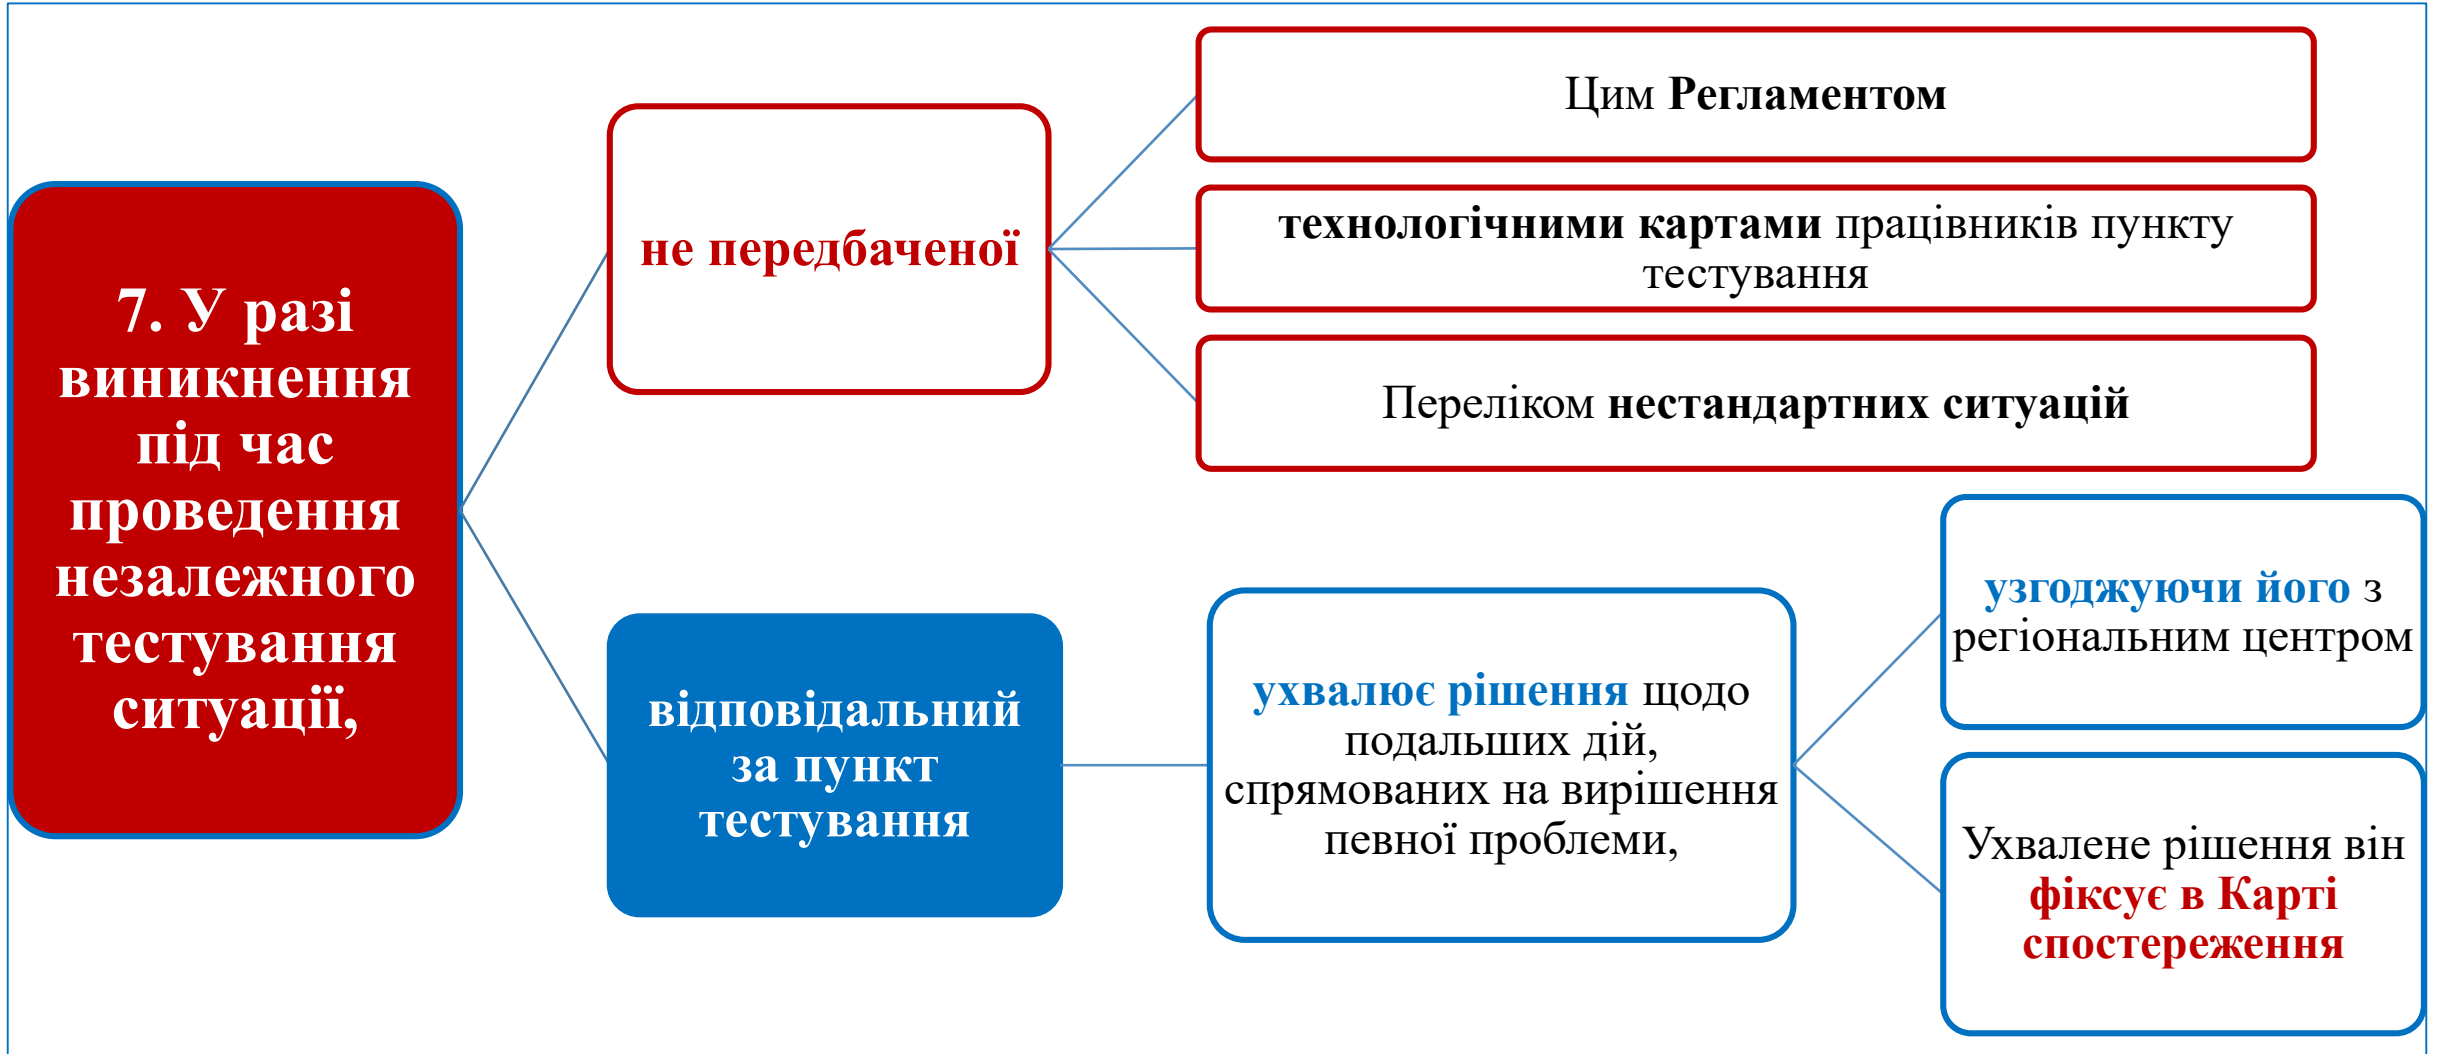 7. У разі
виникнення
під час
проведення
незалежного
тестування
ситуації,
не передбаченої
Цим Регламентом
технологічними картами працівників пункту
тестування
Переліком нестандартних ситуацій
відповідальний
за пункт
тестування
ухвалює рішення щодо
подальших дій,
спрямованих на вирішення
певної проблеми,
узгоджуючи його з
регіональним центром
Ухвалене рішення він
фіксує в Карті
спостереження